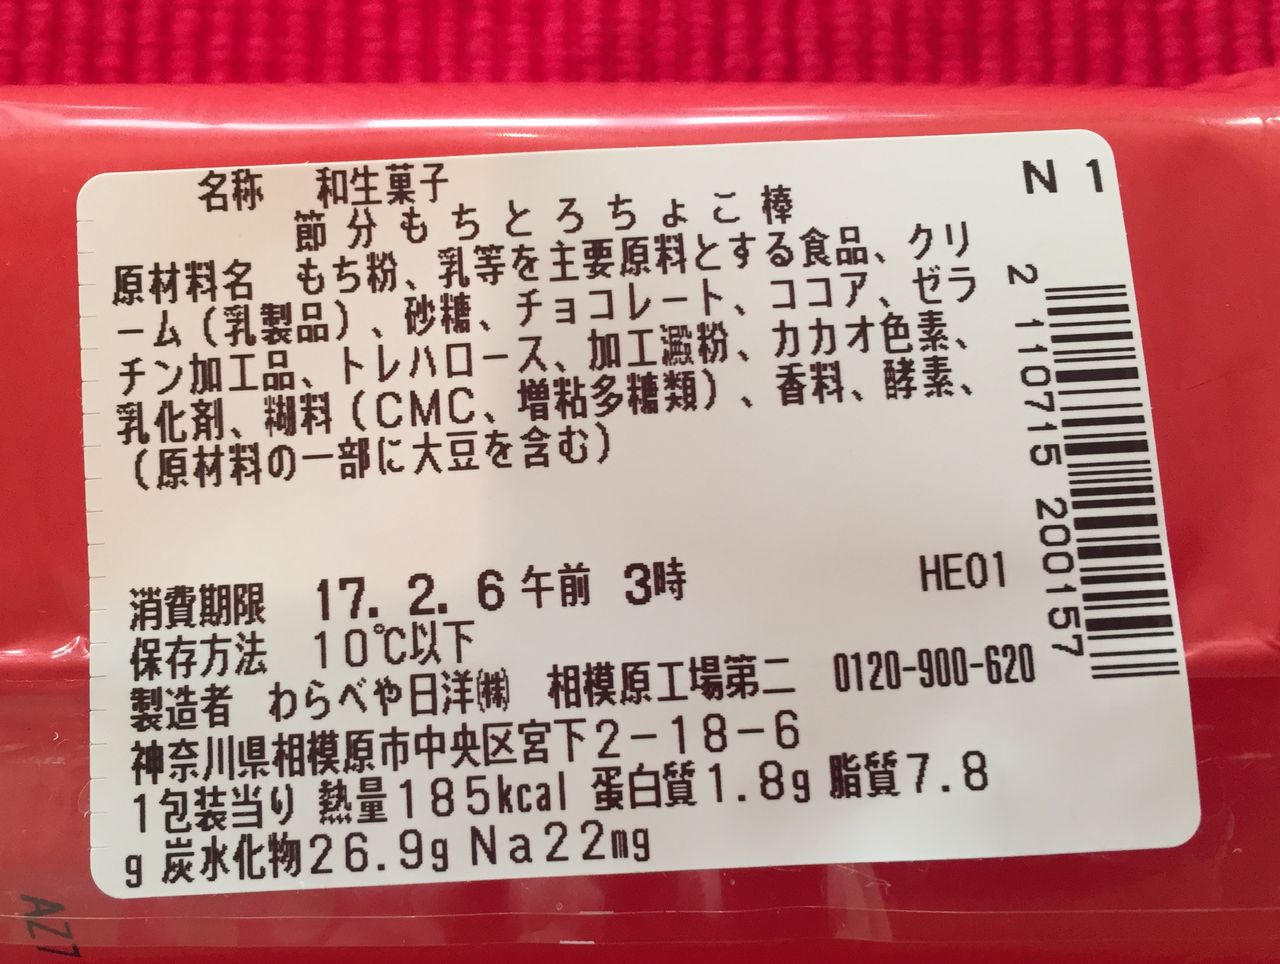 名称 和生菓子
節分もちとろちょこ棒
原材料名 もち粉、乳等を主要原料とする食品、クリ
ーム（乳製品）、砂糖、チョコレート、ココア、ゼラ
チン加工品、トレハロース、加工澱粉、カカオ色素、
乳化剤、糊料（CMC、増粘多糖類）、香料、酵素、
（原材料の一部に大豆を含む）
消費期限 17. 2. 6午前 3時
保存方法 10℃以下
製造者 わらべや日洋㈱ 相模原工場第二 0120-900-620
神奈川県相模原市中央区宮下2-18-6
1包装当り 熱量185kcal 蛋白質1.8g 脂質7.8
g 炭水化物26.9g Na22mg
N 1
HE01
2 110715 200157
AZ7